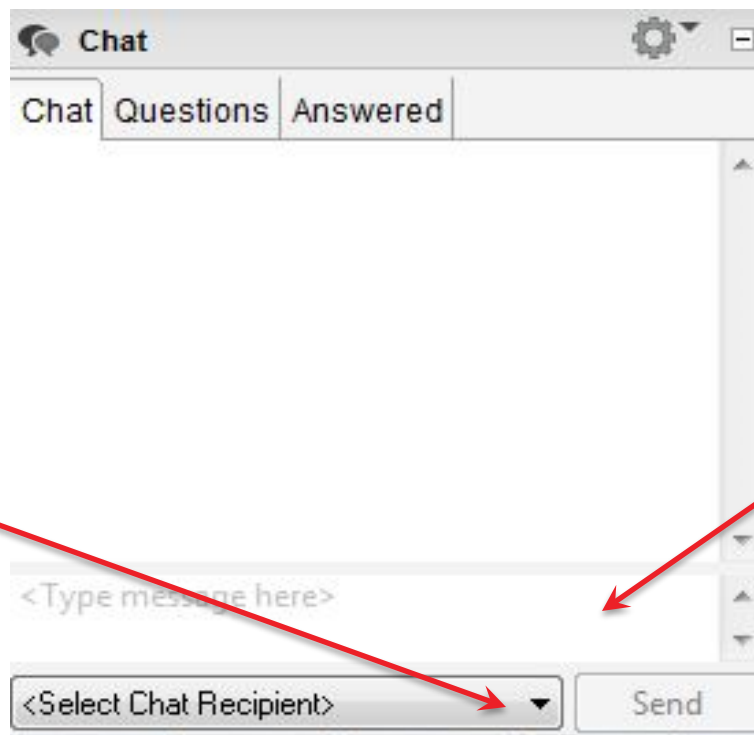 Chat
Chat Questions Answered
<Type message here>
<Select Chat Recipient> Send